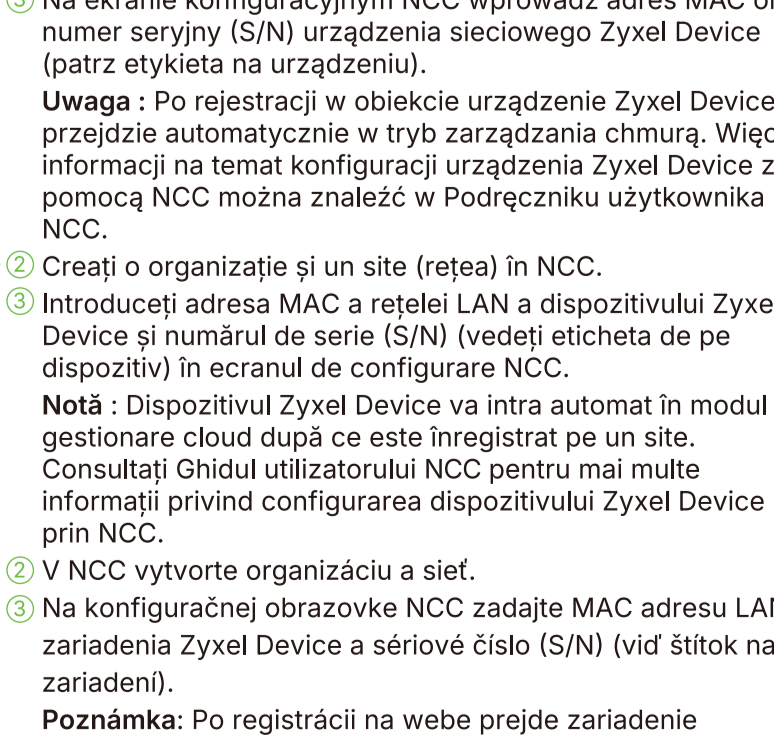 ③ Na ekranie konfiguracyjnym NCC wprowadź adres MAC
numer seryjny (S/N) urządzenia sieciowego Zyxel Device
(patrz etykieta na urządzeniu).
Uwaga : Po rejestracji w obiekcie urządzenie Zyxel Device
przejdzie automatycznie w tryb zarządzania chmurą.
informacji na temat konfiguracji urządzenia Zyxel Device z
pomocą NCC można znaleźć w Podręczniku użytkownika
NCC.
② Creați o organizație și un site (rețea) în NCC.
③ Introduceți adresa MAC a rețelei LAN a dispozitivului
Device și numărul de serie (S/N) (vedeți eticheta de pe
dispozitiv) în ecranul de configurare NCC.
Notă : Dispozitivul Zyxel Device va intra automat în modul
gestionare cloud după ce este înregistrat pe un site.
Consultați Ghidul utilizatorului NCC pentru mai multe
informații privind configurarea dispozitivului Zyxel Device
prin NCC.
② V NCC vytvorte organizáciu a sieť.
③ Na konfiguračnej obrazovke NCC zadajte MAC adresu
zariadenia Zyxel Device a sériové číslo (S/N) (viď štítok na
zariadení).
Poznámka: Po registrácii na webe prejde zariadenie